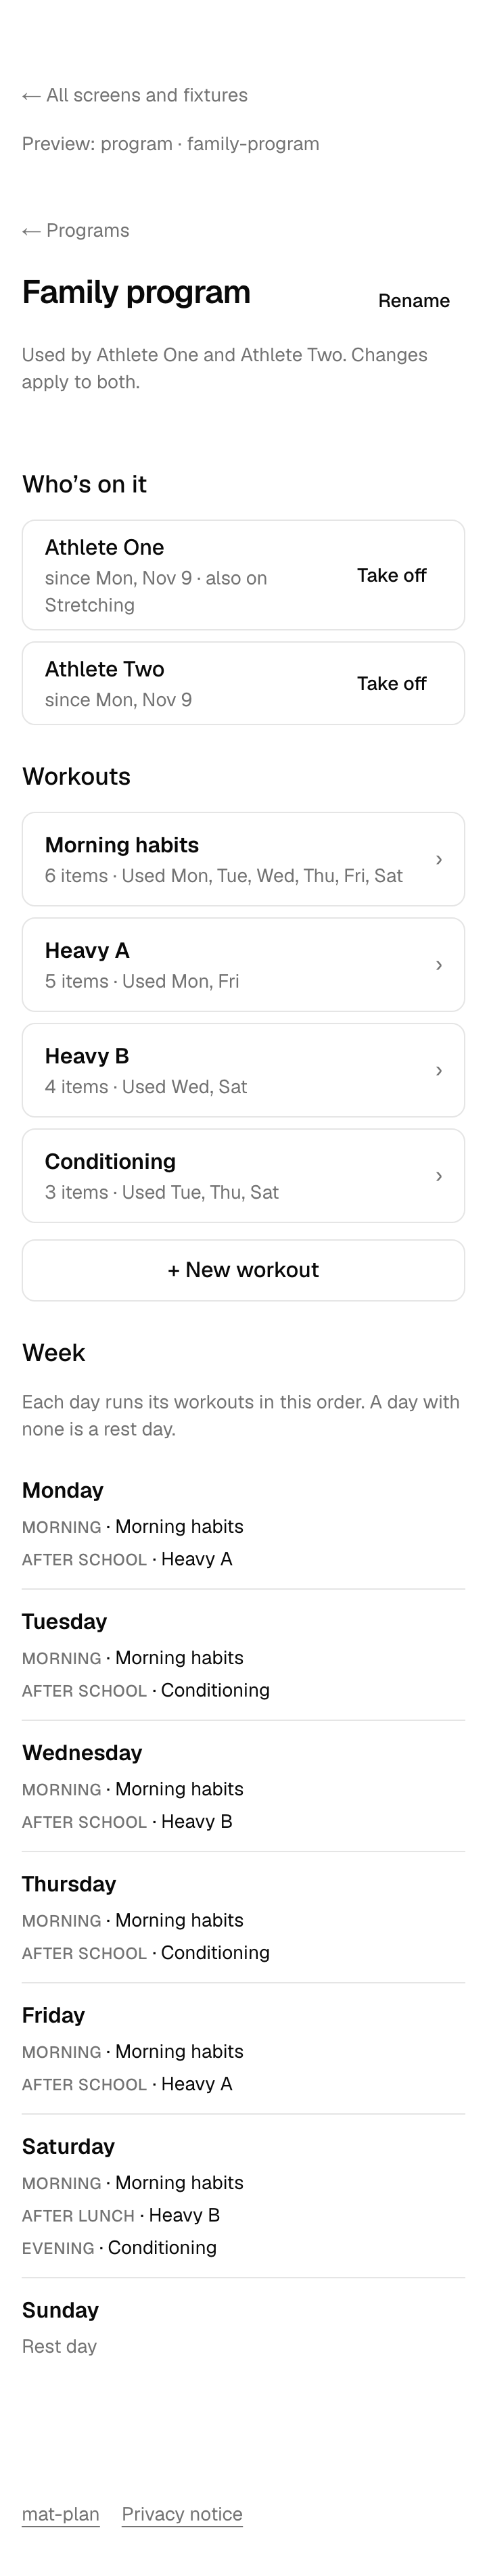 ← All screens and fixtures
Preview: program · family-program
← Programs
Family program
Rename
Used by Athlete One and Athlete Two. Changes
apply to both.
Who’s on it
Athlete One
since Mon, Nov 9 · also on
Stretching
Take off
Athlete Two
since Mon, Nov 9
Take off
Workouts
Morning habits
6 items · Used Mon, Tue, Wed, Thu, Fri, Sat
›
Heavy A
5 items · Used Mon, Fri
›
Heavy B
4 items · Used Wed, Sat
›
Conditioning
3 items · Used Tue, Thu, Sat
›
+ New workout
Week
Each day runs its workouts in this order. A day with
none is a rest day.
Monday
MORNING · Morning habits
AFTER SCHOOL · Heavy A
Tuesday
MORNING · Morning habits
AFTER SCHOOL · Conditioning
Wednesday
MORNING · Morning habits
AFTER SCHOOL · Heavy B
Thursday
MORNING · Morning habits
AFTER SCHOOL · Conditioning
Friday
MORNING · Morning habits
AFTER SCHOOL · Heavy A
Saturday
MORNING · Morning habits
AFTER LUNCH · Heavy B
EVENING · Conditioning
Sunday
Rest day
mat-plan Privacy notice